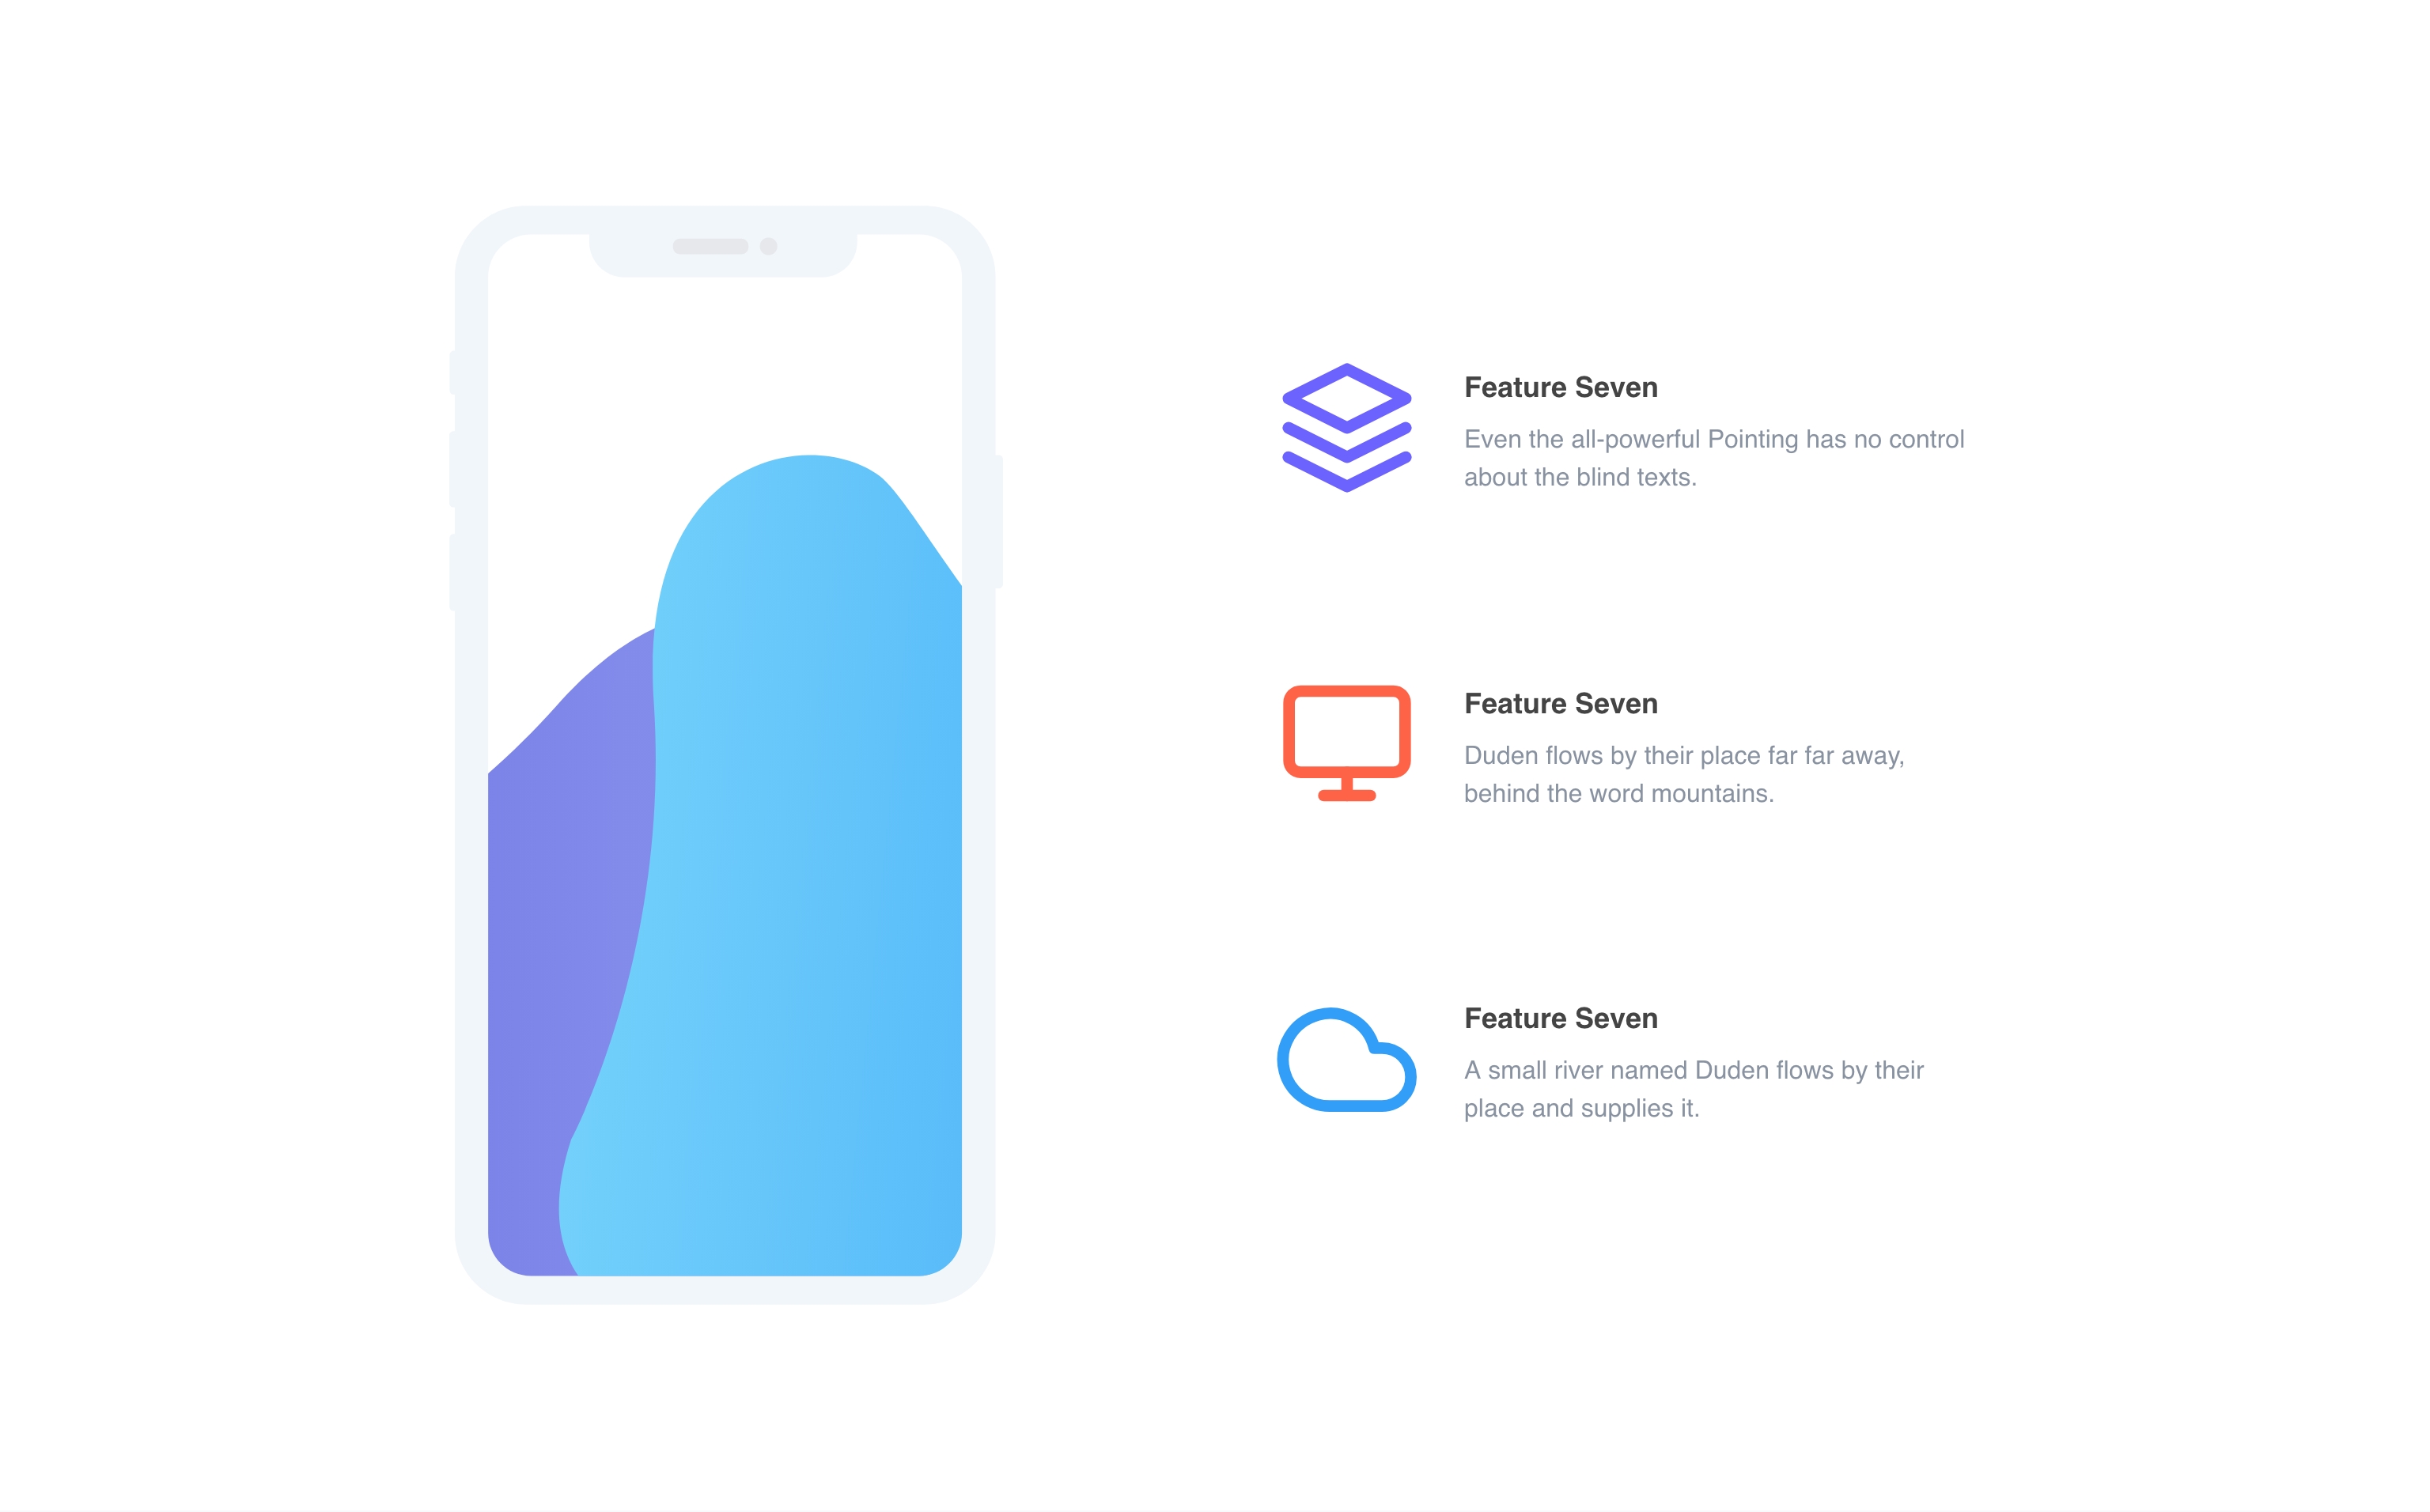 Feature Seven
Even the all-powerful Pointing has no control
about the blind texts.
Feature Seven
Duden flows by their place far far away,
behind the word mountains.
Feature Seven
A small river named Duden flows by their
place and supplies it.